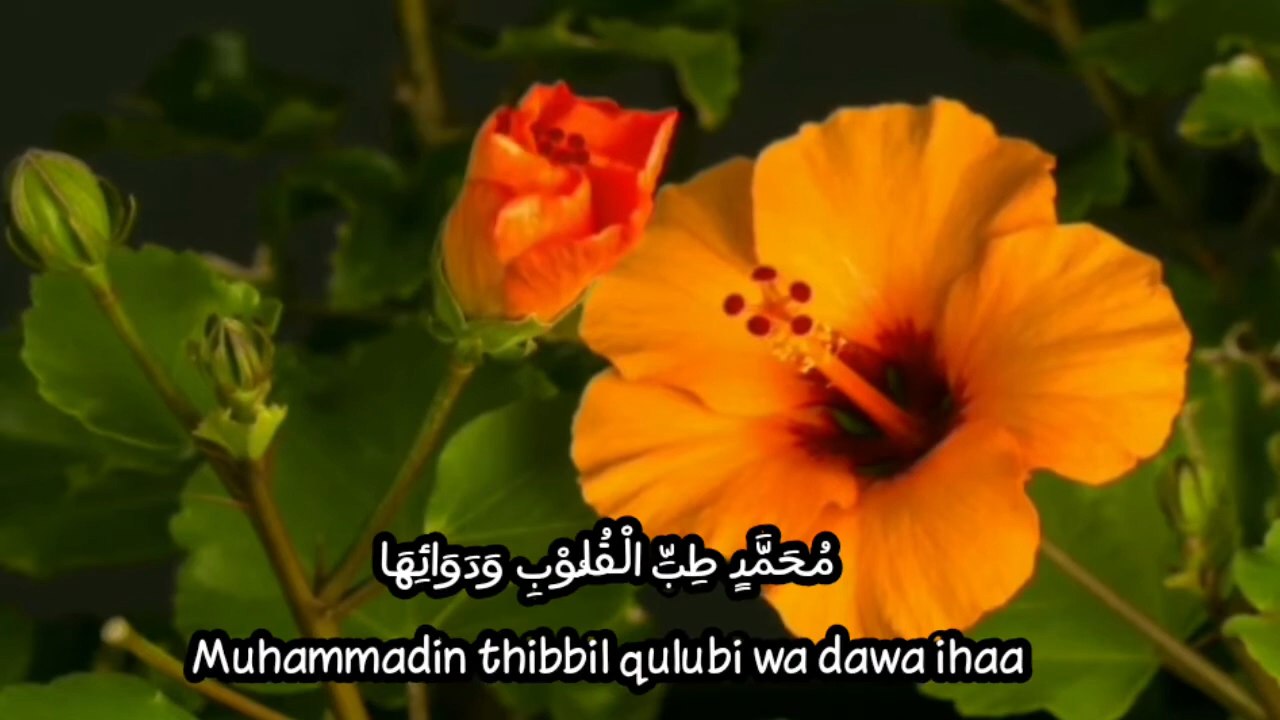 مُحَمَّدٍ طِبِّ الْقُلُوْبِ وَدَوَائِهَا
Muhammadin thibbil qulubi wa dawa ihaa